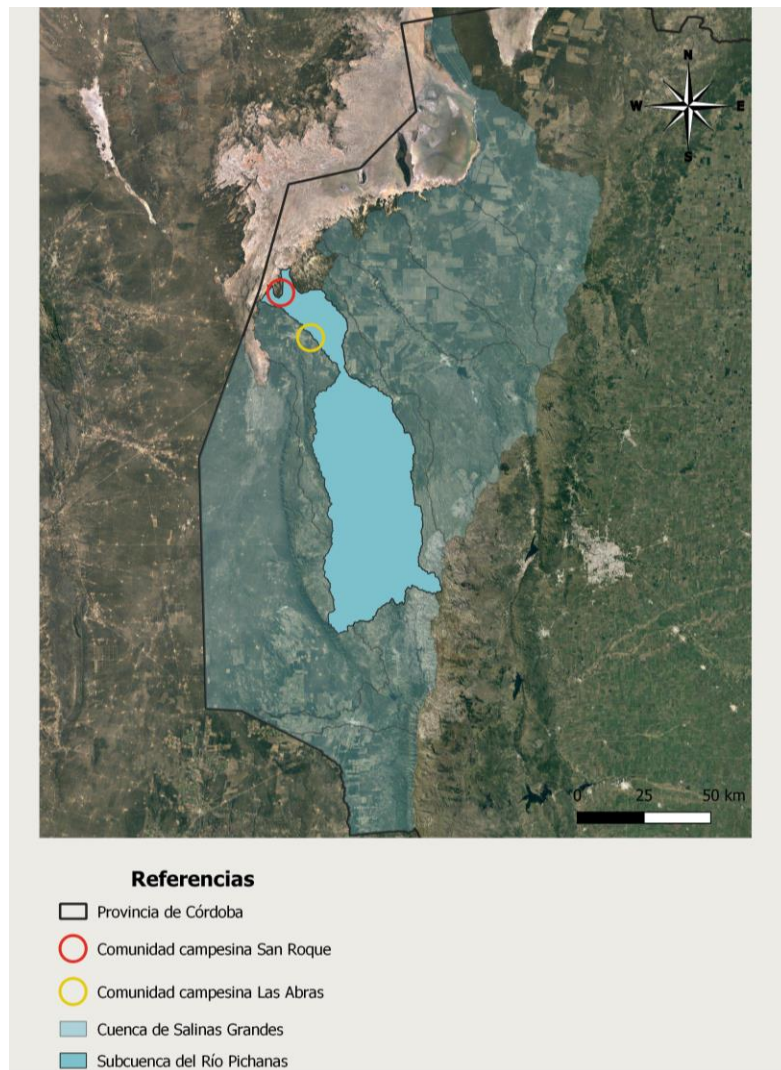 N
W E
S
0 25 50 km
Referencias
Provincia de Córdoba
Comunidad campesina San Roque
Comunidad campesina Las Abras
Cuenca de Salinas Grandes
Subcuenca del Río Pichanas